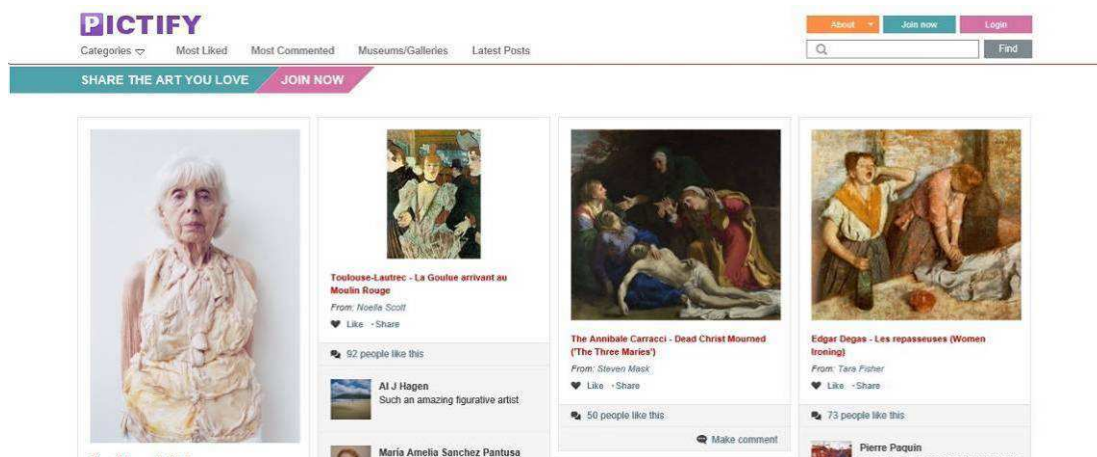 PICTIFY
About
Join now
Login
Categories
Most Liked
Most Commented
Museums/Galleries
Latest Posts
Find
SHARE THE ART YOU LOVE
JOIN NOW
Toulouse-Lautrec - La Goulue arrivant au
Moulin Rouge
From: Noella Scott
Like · Share
92 people like this
Al J Hagen
Such an amazing figurative artist
Maria Amelia Sanchez Pantusa
The Annibale Carracci - Dead Christ Mourned
('The Three Maries')
From: Steven Mask
Like · Share
50 people like this
Make comment
Edgar Degas - Les repasseuses (Women
Ironing)
From: Tara Fisher
Like · Share
73 people like this
Pierre Paquin